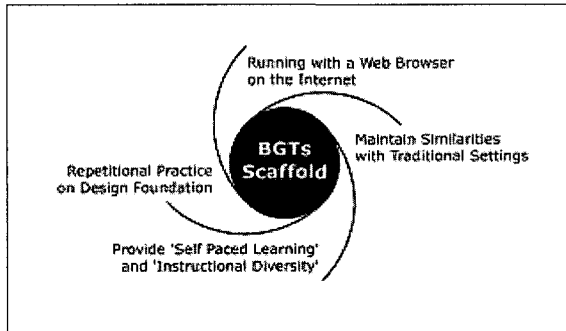 Running with a Web Browser
on the Internet
BGTs
Scaffold
Maintain Similarities
with Traditional Settings
Repetitional Practice
on Design Foundation
Provide 'Self Paced Learning'
and 'Instructional Diversity'